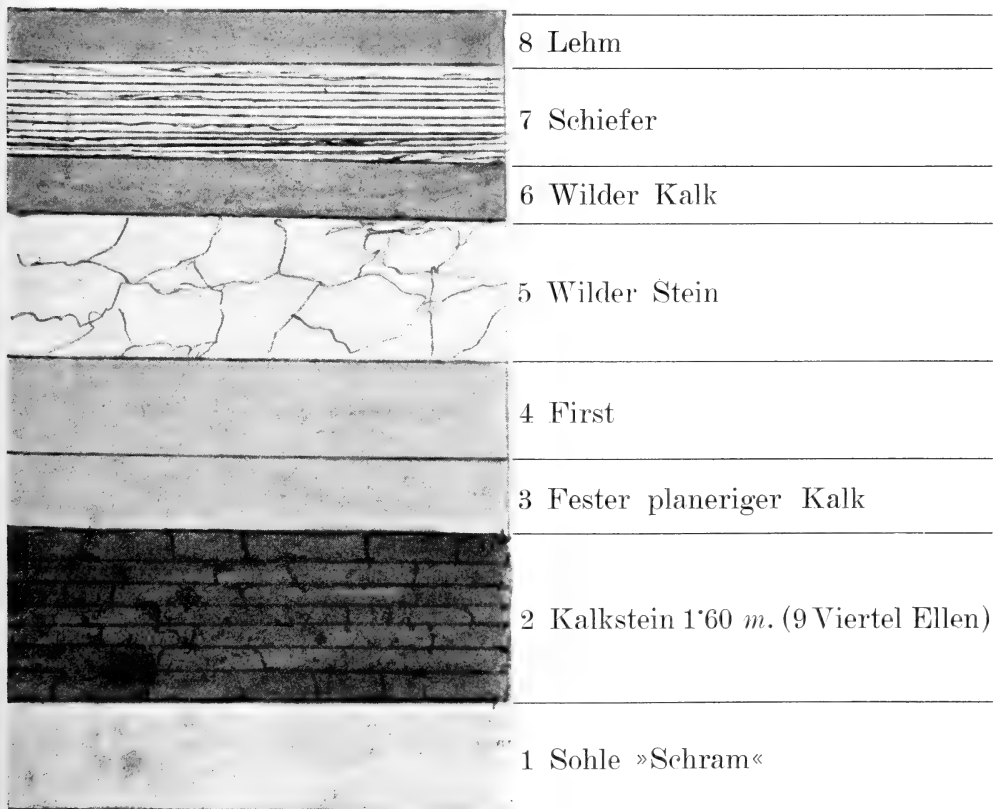 8 Lehm
7 Schiefer
6 Wilder Kalk
5 Wilder Stein
4 First
3 Fester planeriger Kalk
2 Kalkstein 1·60 m. (9 Viertel Ellen)
1 Sohle »Schram«